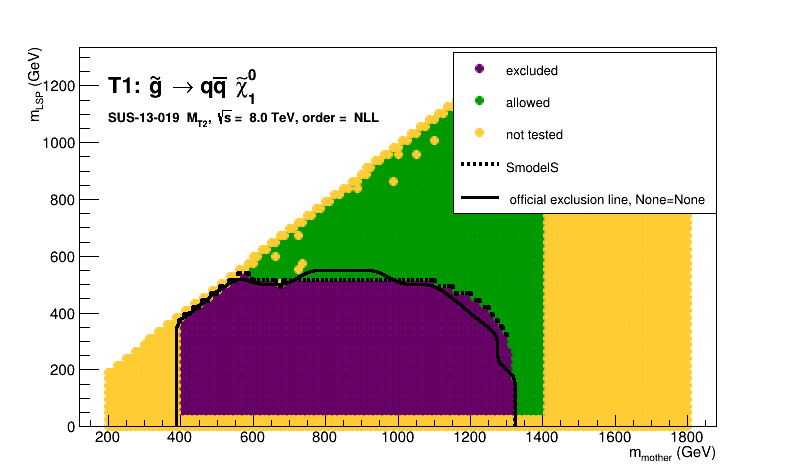 T1: g̃ → qq̅ χ̃⁰₁
SUS-13-019 M_T2, √s = 8.0 TeV, order = NLL
excluded
allowed
not tested
SmodelS
official exclusion line, None=None
m_LSP (GeV)
1200
1000
800
600
400
200
0
200 400 600 800 1000 1200 1400 1600 1800
m_mother (GeV)